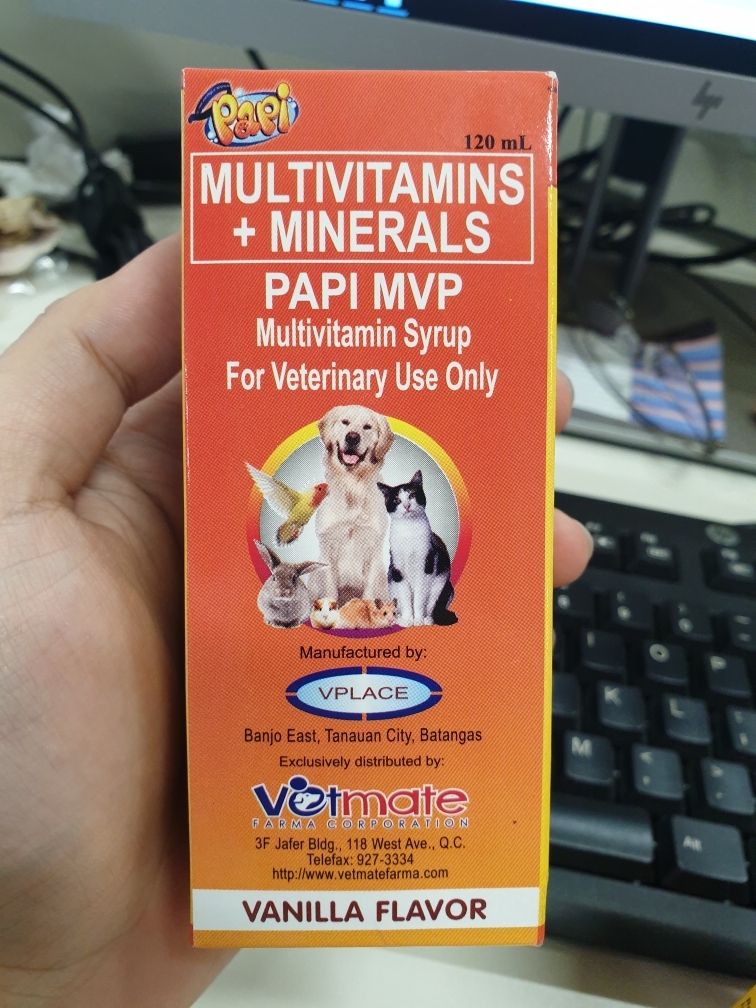 Papi
120 mL
MULTIVITAMINS
+ MINERALS
PAPI MVP
Multivitamin Syrup
For Veterinary Use Only
Manufactured by:
VPLACE
Banjo East, Tanauan City, Batangas
Exclusively distributed by:
Vetmate
FARMA CORPORATION
3F Jafer Bldg., 118 West Ave., Q.C.
Telefax: 927-3334
http://www.vetmatefarma.com
VANILLA FLAVOR
hp
O
P
K
L
M
Alt